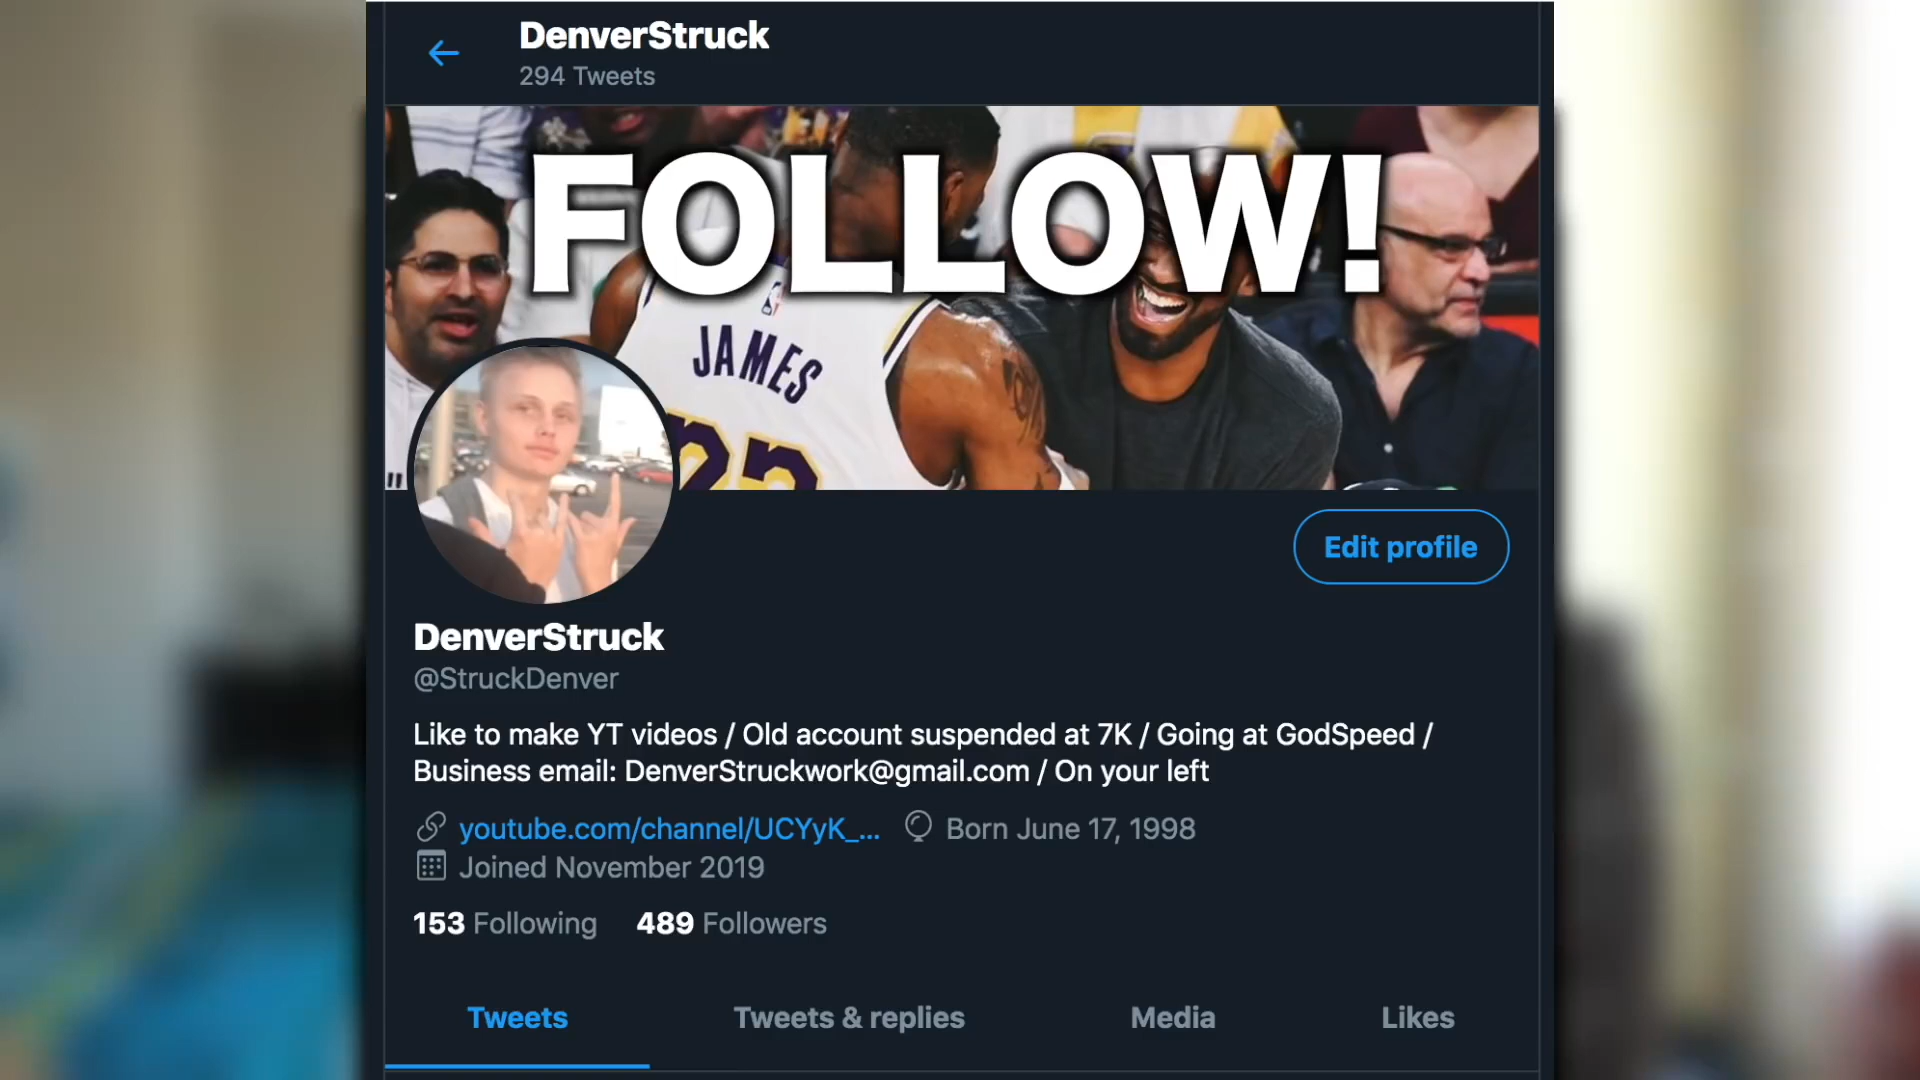 DenverStruck
294 Tweets
FOLLOW!
JAMES
"
Edit profile
DenverStruck
@StruckDenver
Like to make YT videos / Old account suspended at 7K / Going at GodSpeed /
Business email: DenverStruckwork@gmail.com / On your left
youtube.com/channel/UCYyK_... Born June 17, 1998
Joined November 2019
153 Following 489 Followers
Tweets Tweets & replies Media Likes